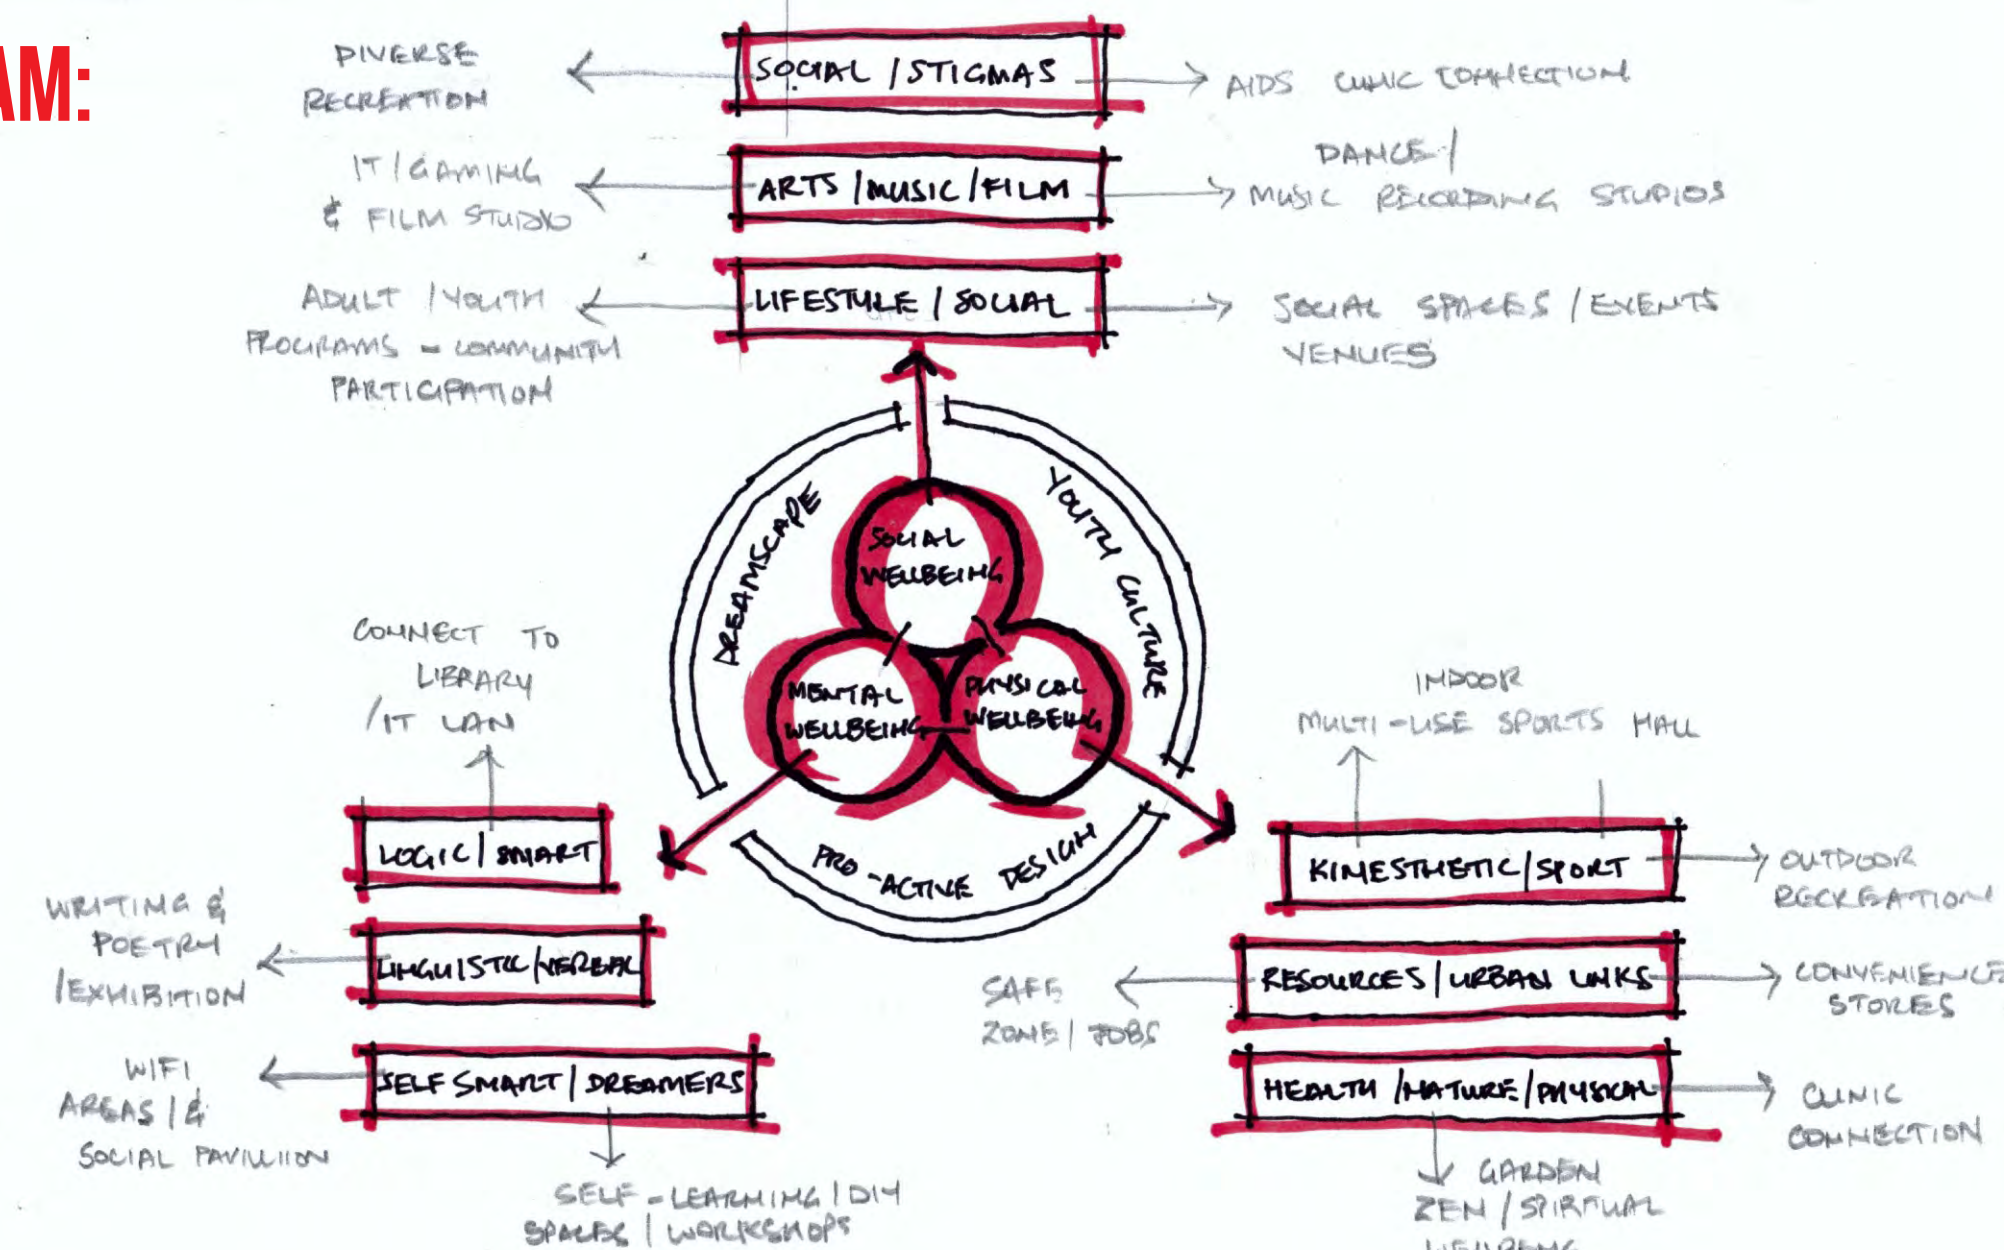 AM:
DIVERSE
RECREATION
SOCIAL / STIGMAS
AIDS CLINIC CONNECTION
IT / GAMING
& FILM STUDIO
ARTS / MUSIC / FILM
DANCE /
MUSIC RECORDING STUDIOS
ADULT / YOUTH
PROGRAMS - COMMUNITY
PARTICIPATION
LIFESTYLE / SOCIAL
SOCIAL SPACES / EVENTS
VENUES
DREAMSCAPE
YOUTH CULTURE
PRO-ACTIVE DESIGN
SOCIAL
WELLBEING
MENTAL
WELLBEING
PHYSICAL
WELLBEING
CONNECT TO
LIBRARY
/ IT LAN
LOGIC / SMART
WRITING &
POETRY
/ EXHIBITION
LINGUISTIC / VERBAL
WIFI
AREAS / &
SOCIAL PAVILLION
SELF SMART / DREAMERS
SELF - LEARNING / DIY
SPACES / WORKSHOPS
INDOOR
MULTI-USE SPORTS HALL
KINESTHETIC / SPORT
OUTDOOR
RECREATION
SAFE
ZONE / JOBS
RESOURCES / URBAN LINKS
CONVENIENCE
STORES
HEALTH / NATURE / PHYSICAL
CLINIC
CONNECTION
GARDEN
ZEN / SPIRITUAL
WELLBEING